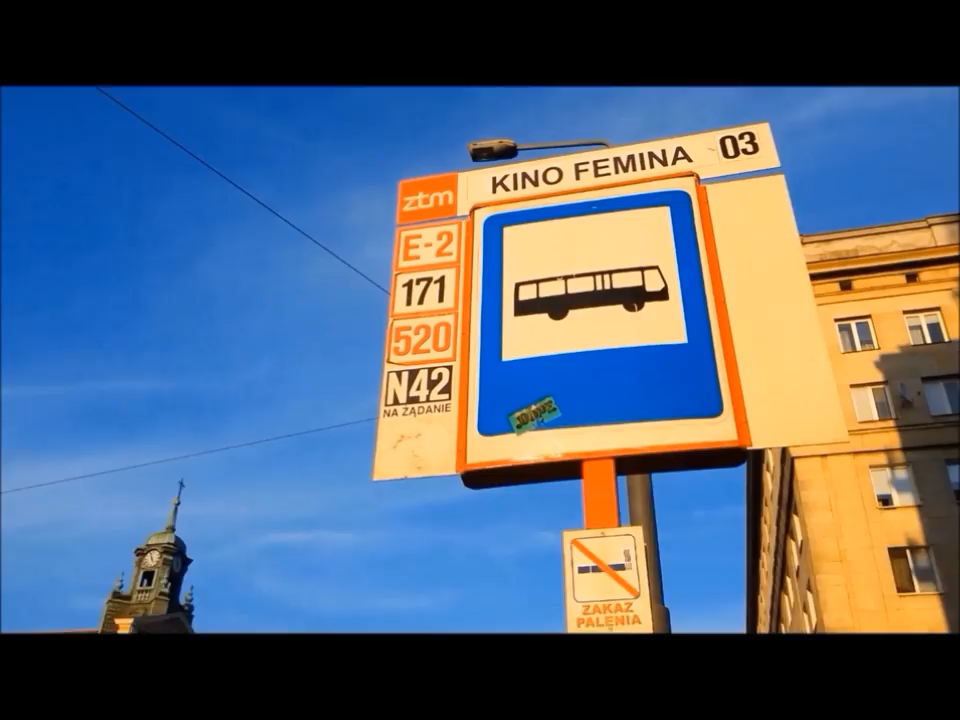 KINO FEMINA 03
ztm
E-2
171
520
N42
NA ŻĄDANIE
ZAKAZ
PALENIA